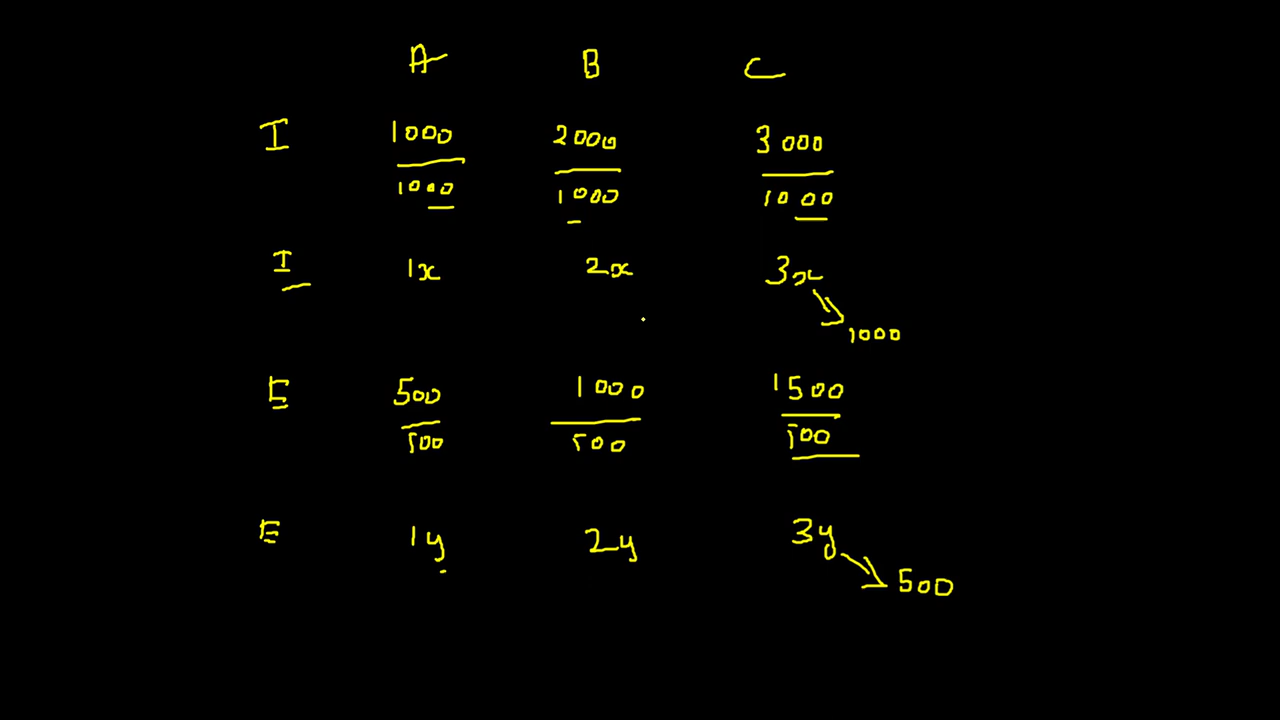 A B C
I 1000 2000 3000
1000 1000 1000
I 1x 2x 3x
1000
E 500 1000 1500
500 500 500
E 1y 2y 3y
500